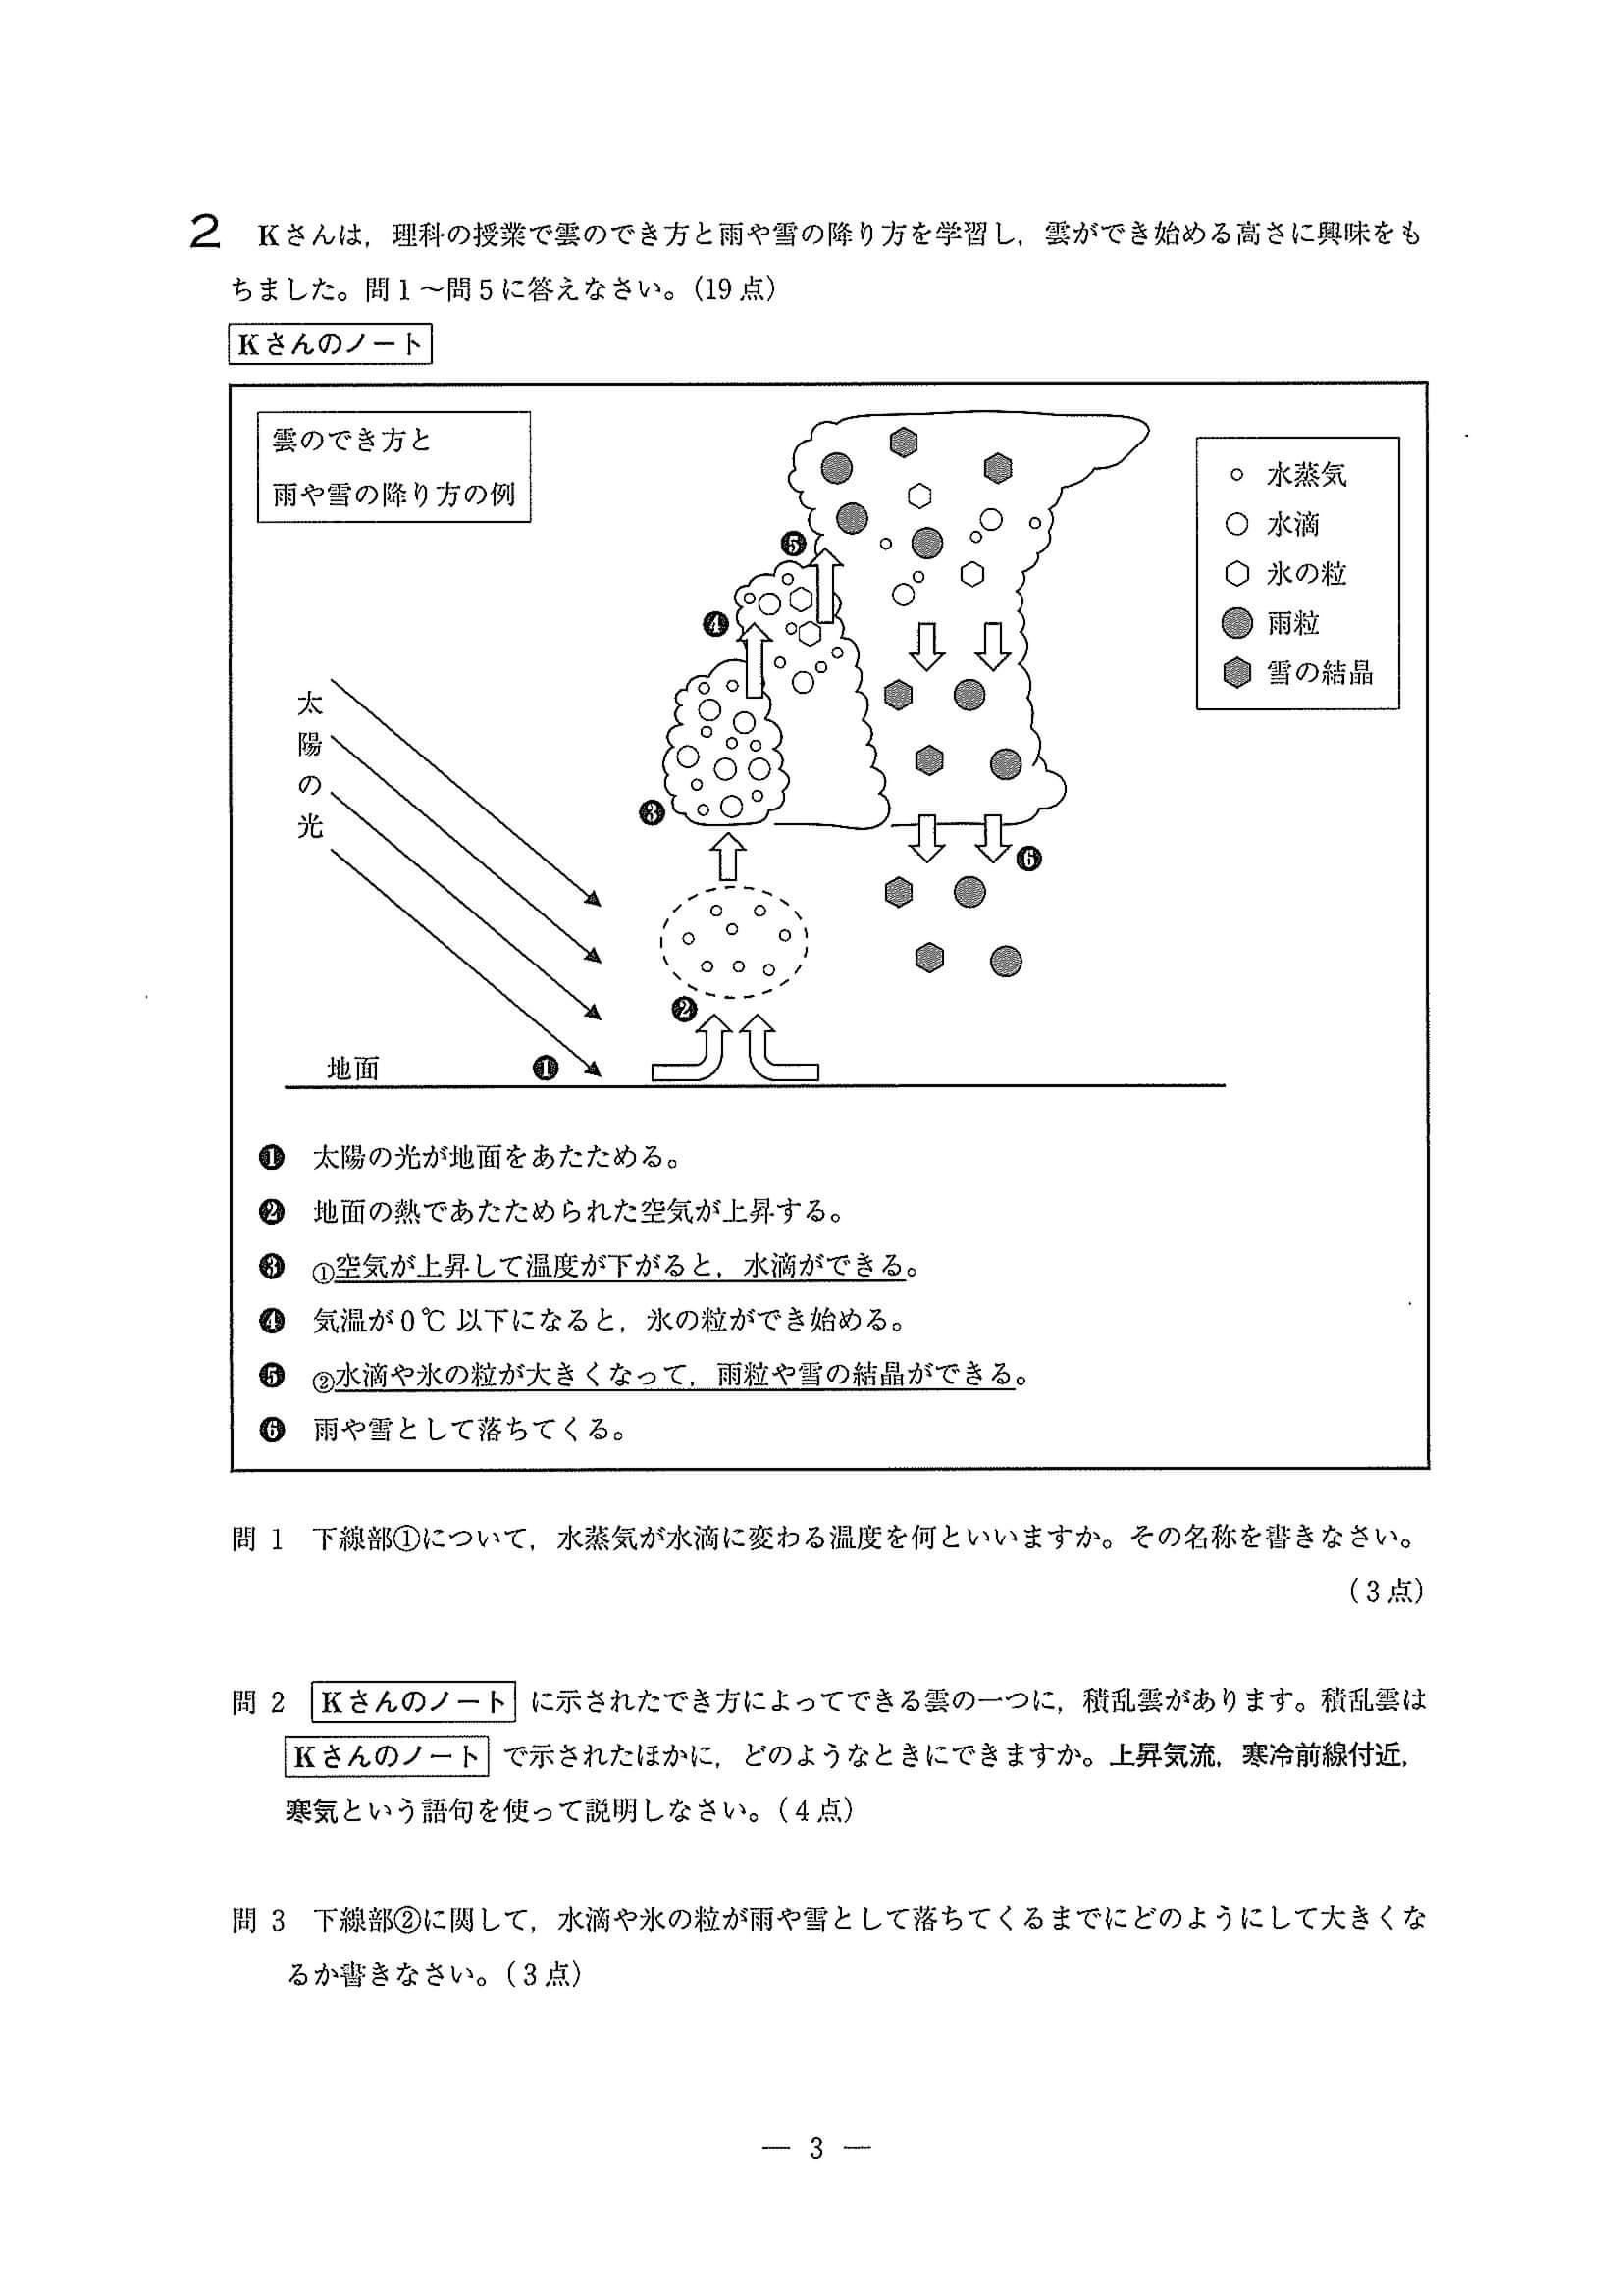 2 Kさんは，理科の授業で雲のでき方と雨や雪の降り方を学習し，雲ができ始める高さに興味をも
ちました。問1～問5に答えなさい。(19点)
Kさんのノート
雲のでき方と
雨や雪の降り方の例
水蒸気
水滴
氷の粒
雨粒
雪の結晶
太陽の光
❺
❹
❸
❻
❷
地面
❶
❶ 太陽の光が地面をあたためる。
❷ 地面の熱であたためられた空気が上昇する。
❸ ①空気が上昇して温度が下がると，水滴ができる。
❹ 気温が0℃ 以下になると，氷の粒ができ始める。
❺ ②水滴や氷の粒が大きくなって，雨粒や雪の結晶ができる。
❻ 雨や雪として落ちてくる。
問 1 下線部①について，水蒸気が水滴に変わる温度を何といいますか。その名称を書きなさい。
(3点)
問 2 Kさんのノート に示されたでき方によってできる雲の一つに，積乱雲があります。積乱雲は
Kさんのノート で示されたほかに，どのようなときにできますか。上昇気流，寒冷前線付近，
寒気という語句を使って説明しなさい。(4点)
問 3 下線部②に関して，水滴や氷の粒が雨や雪として落ちてくるまでにどのようにして大きくな
るか書きなさい。(3点)
― 3 ―